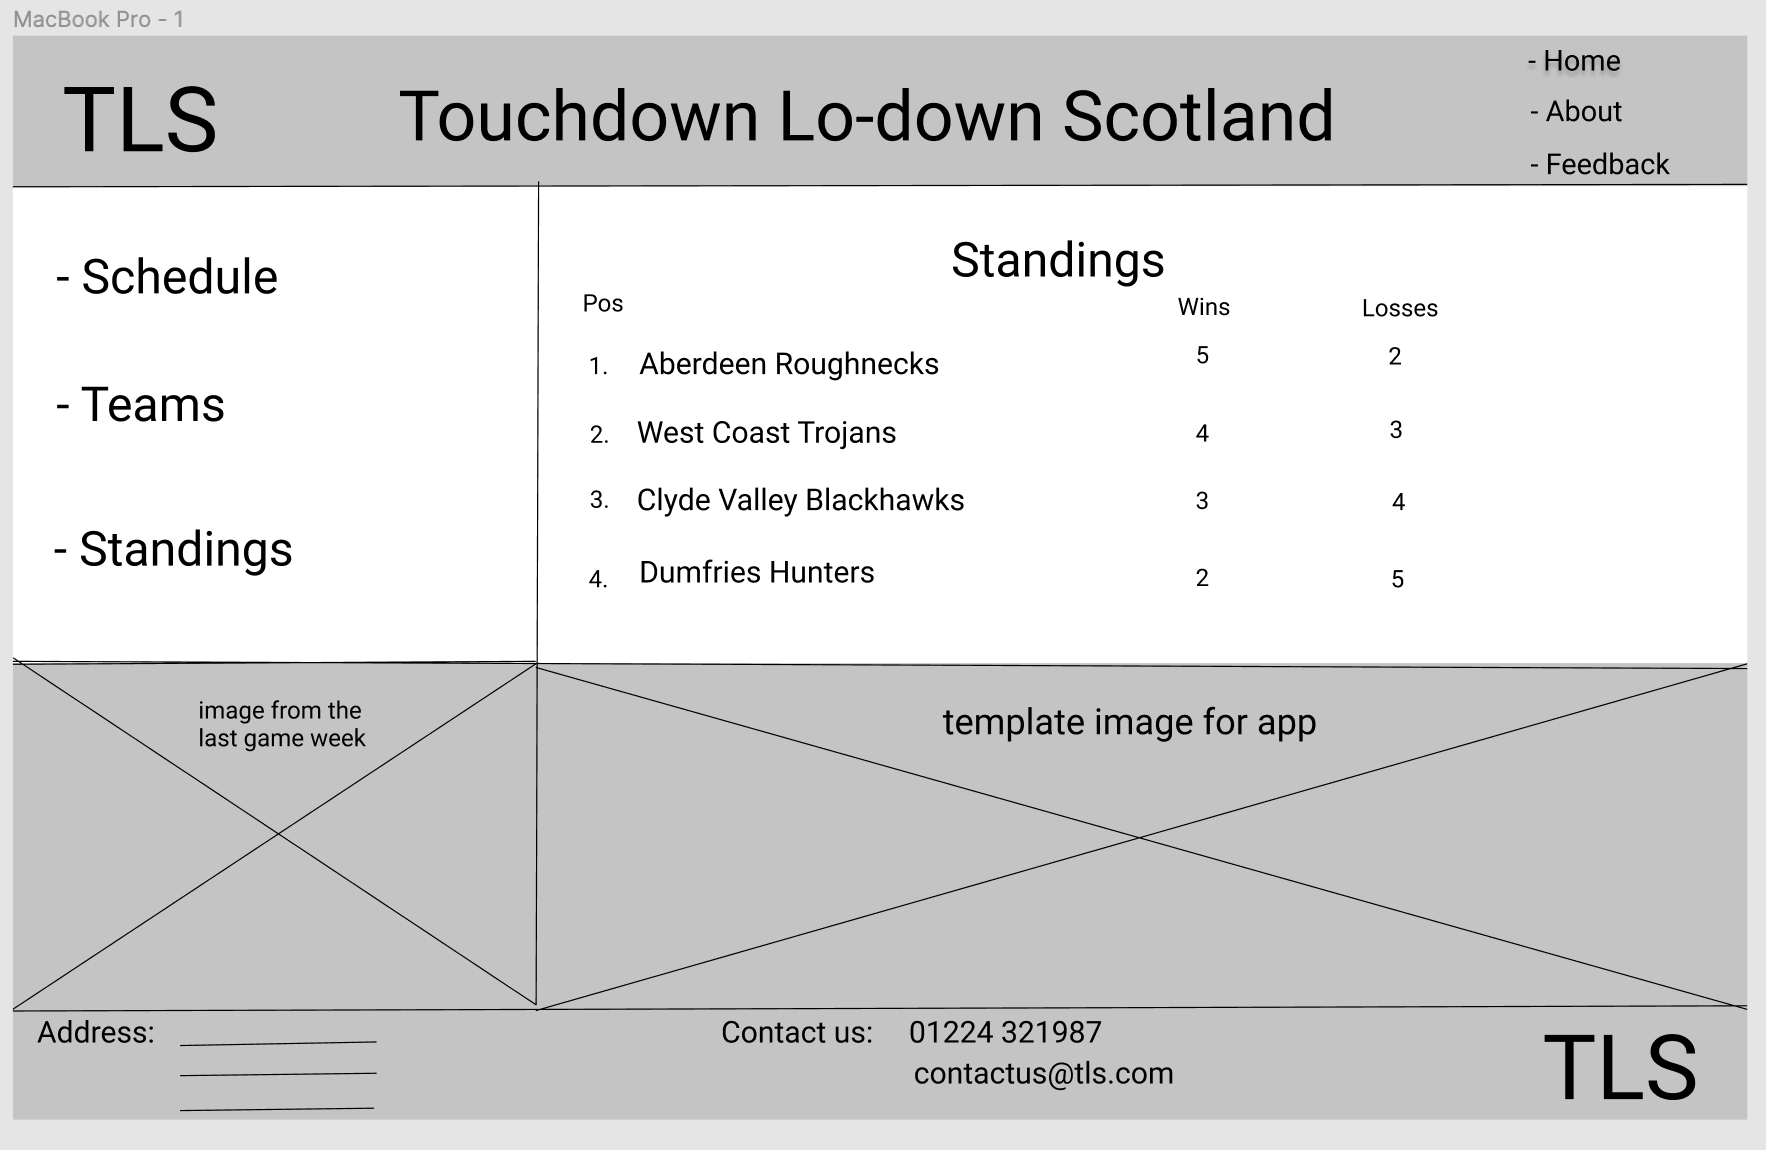 MacBook Pro - 1
TLS
Touchdown Lo-down Scotland
- Home
- About
- Feedback
- Schedule
- Teams
- Standings
Standings
Pos Wins Losses
1. Aberdeen Roughnecks 5 2
2. West Coast Trojans 4 3
3. Clyde Valley Blackhawks 3 4
4. Dumfries Hunters 2 5
image from the
last game week
template image for app
Address:
Contact us: 01224 321987
contactus@tls.com
TLS